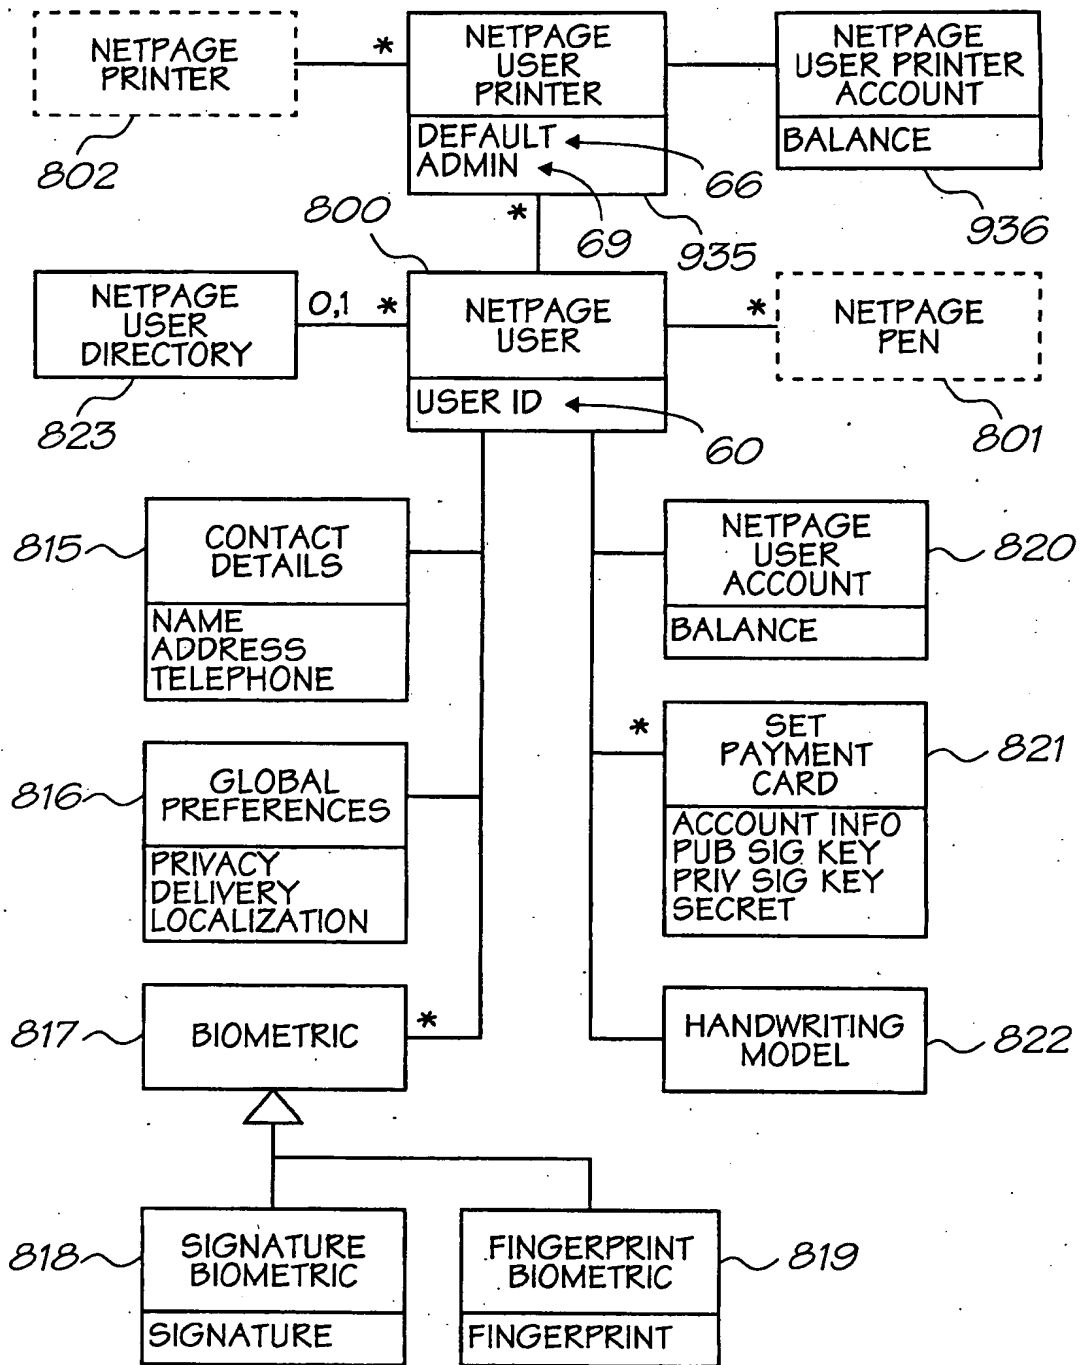 NETPAGE
PRINTER
*
NETPAGE
USER
PRINTER
DEFAULT
ADMIN
NETPAGE
USER PRINTER
ACCOUNT
BALANCE
802
800
*
69
66
935
936
NETPAGE
USER
DIRECTORY
0,1
*
NETPAGE
USER
USER ID
*
NETPAGE
PEN
823
60
801
815
CONTACT
DETAILS
NAME
ADDRESS
TELEPHONE
NETPAGE
USER
ACCOUNT
BALANCE
820
816
GLOBAL
PREFERENCES
PRIVACY
DELIVERY
LOCALIZATION
*
SET
PAYMENT
CARD
ACCOUNT INFO
PUB SIG KEY
PRIV SIG KEY
SECRET
821
817
BIOMETRIC
*
HANDWRITING
MODEL
822
818
SIGNATURE
BIOMETRIC
SIGNATURE
FINGERPRINT
BIOMETRIC
FINGERPRINT
819